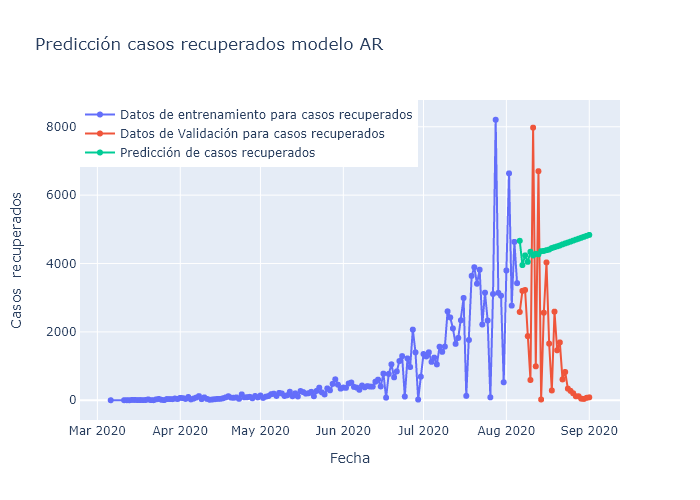 Predicción casos recuperados modelo AR
Datos de entrenamiento para casos recuperados
Datos de Validación para casos recuperados
Predicción de casos recuperados
8000
6000
4000
2000
0
Casos recuperados
Mar 2020 Apr 2020 May 2020 Jun 2020 Jul 2020 Aug 2020 Sep 2020
Fecha